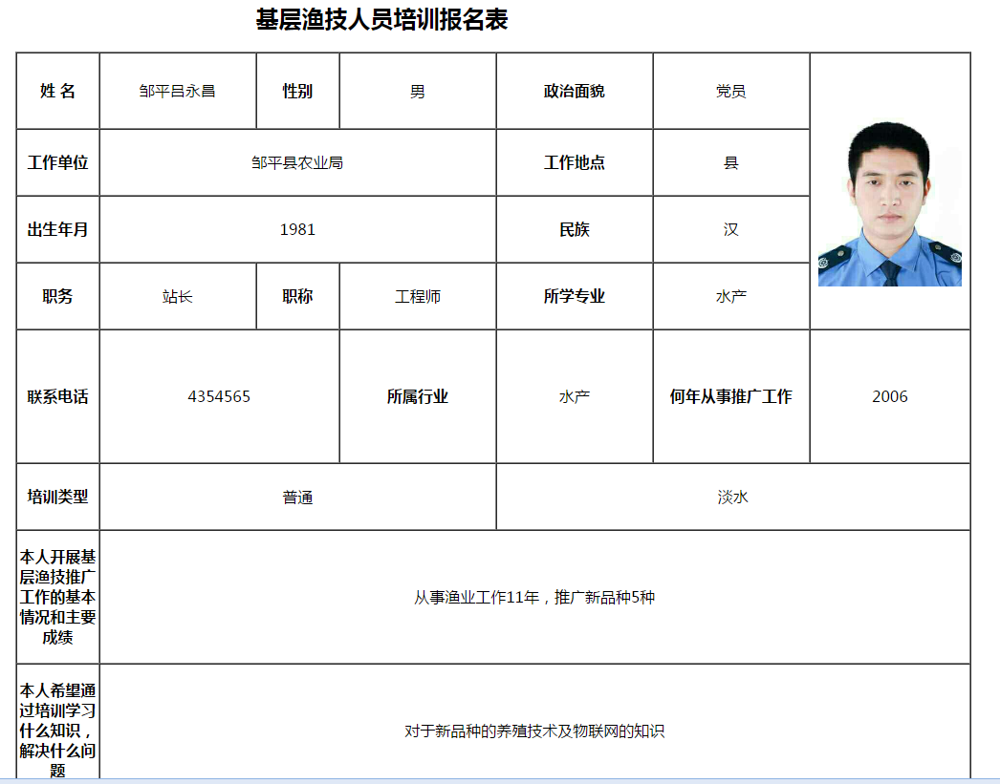 基层渔技人员培训报名表
姓 名 邹平吕永昌 性别 男 政治面貌 党员
工作单位 邹平县农业局 工作地点 县
出生年月 1981 民族 汉
职务 站长 职称 工程师 所学专业 水产
联系电话 4354565 所属行业 水产 何年从事推广工作 2006
培训类型 普通 淡水
本人开展基
层渔技推广
工作的基本
情况和主要
成绩
从事渔业工作11年，推广新品种5种
本人希望通
过培训学习
什么知识，
解决什么问
题
对于新品种的养殖技术及物联网的知识